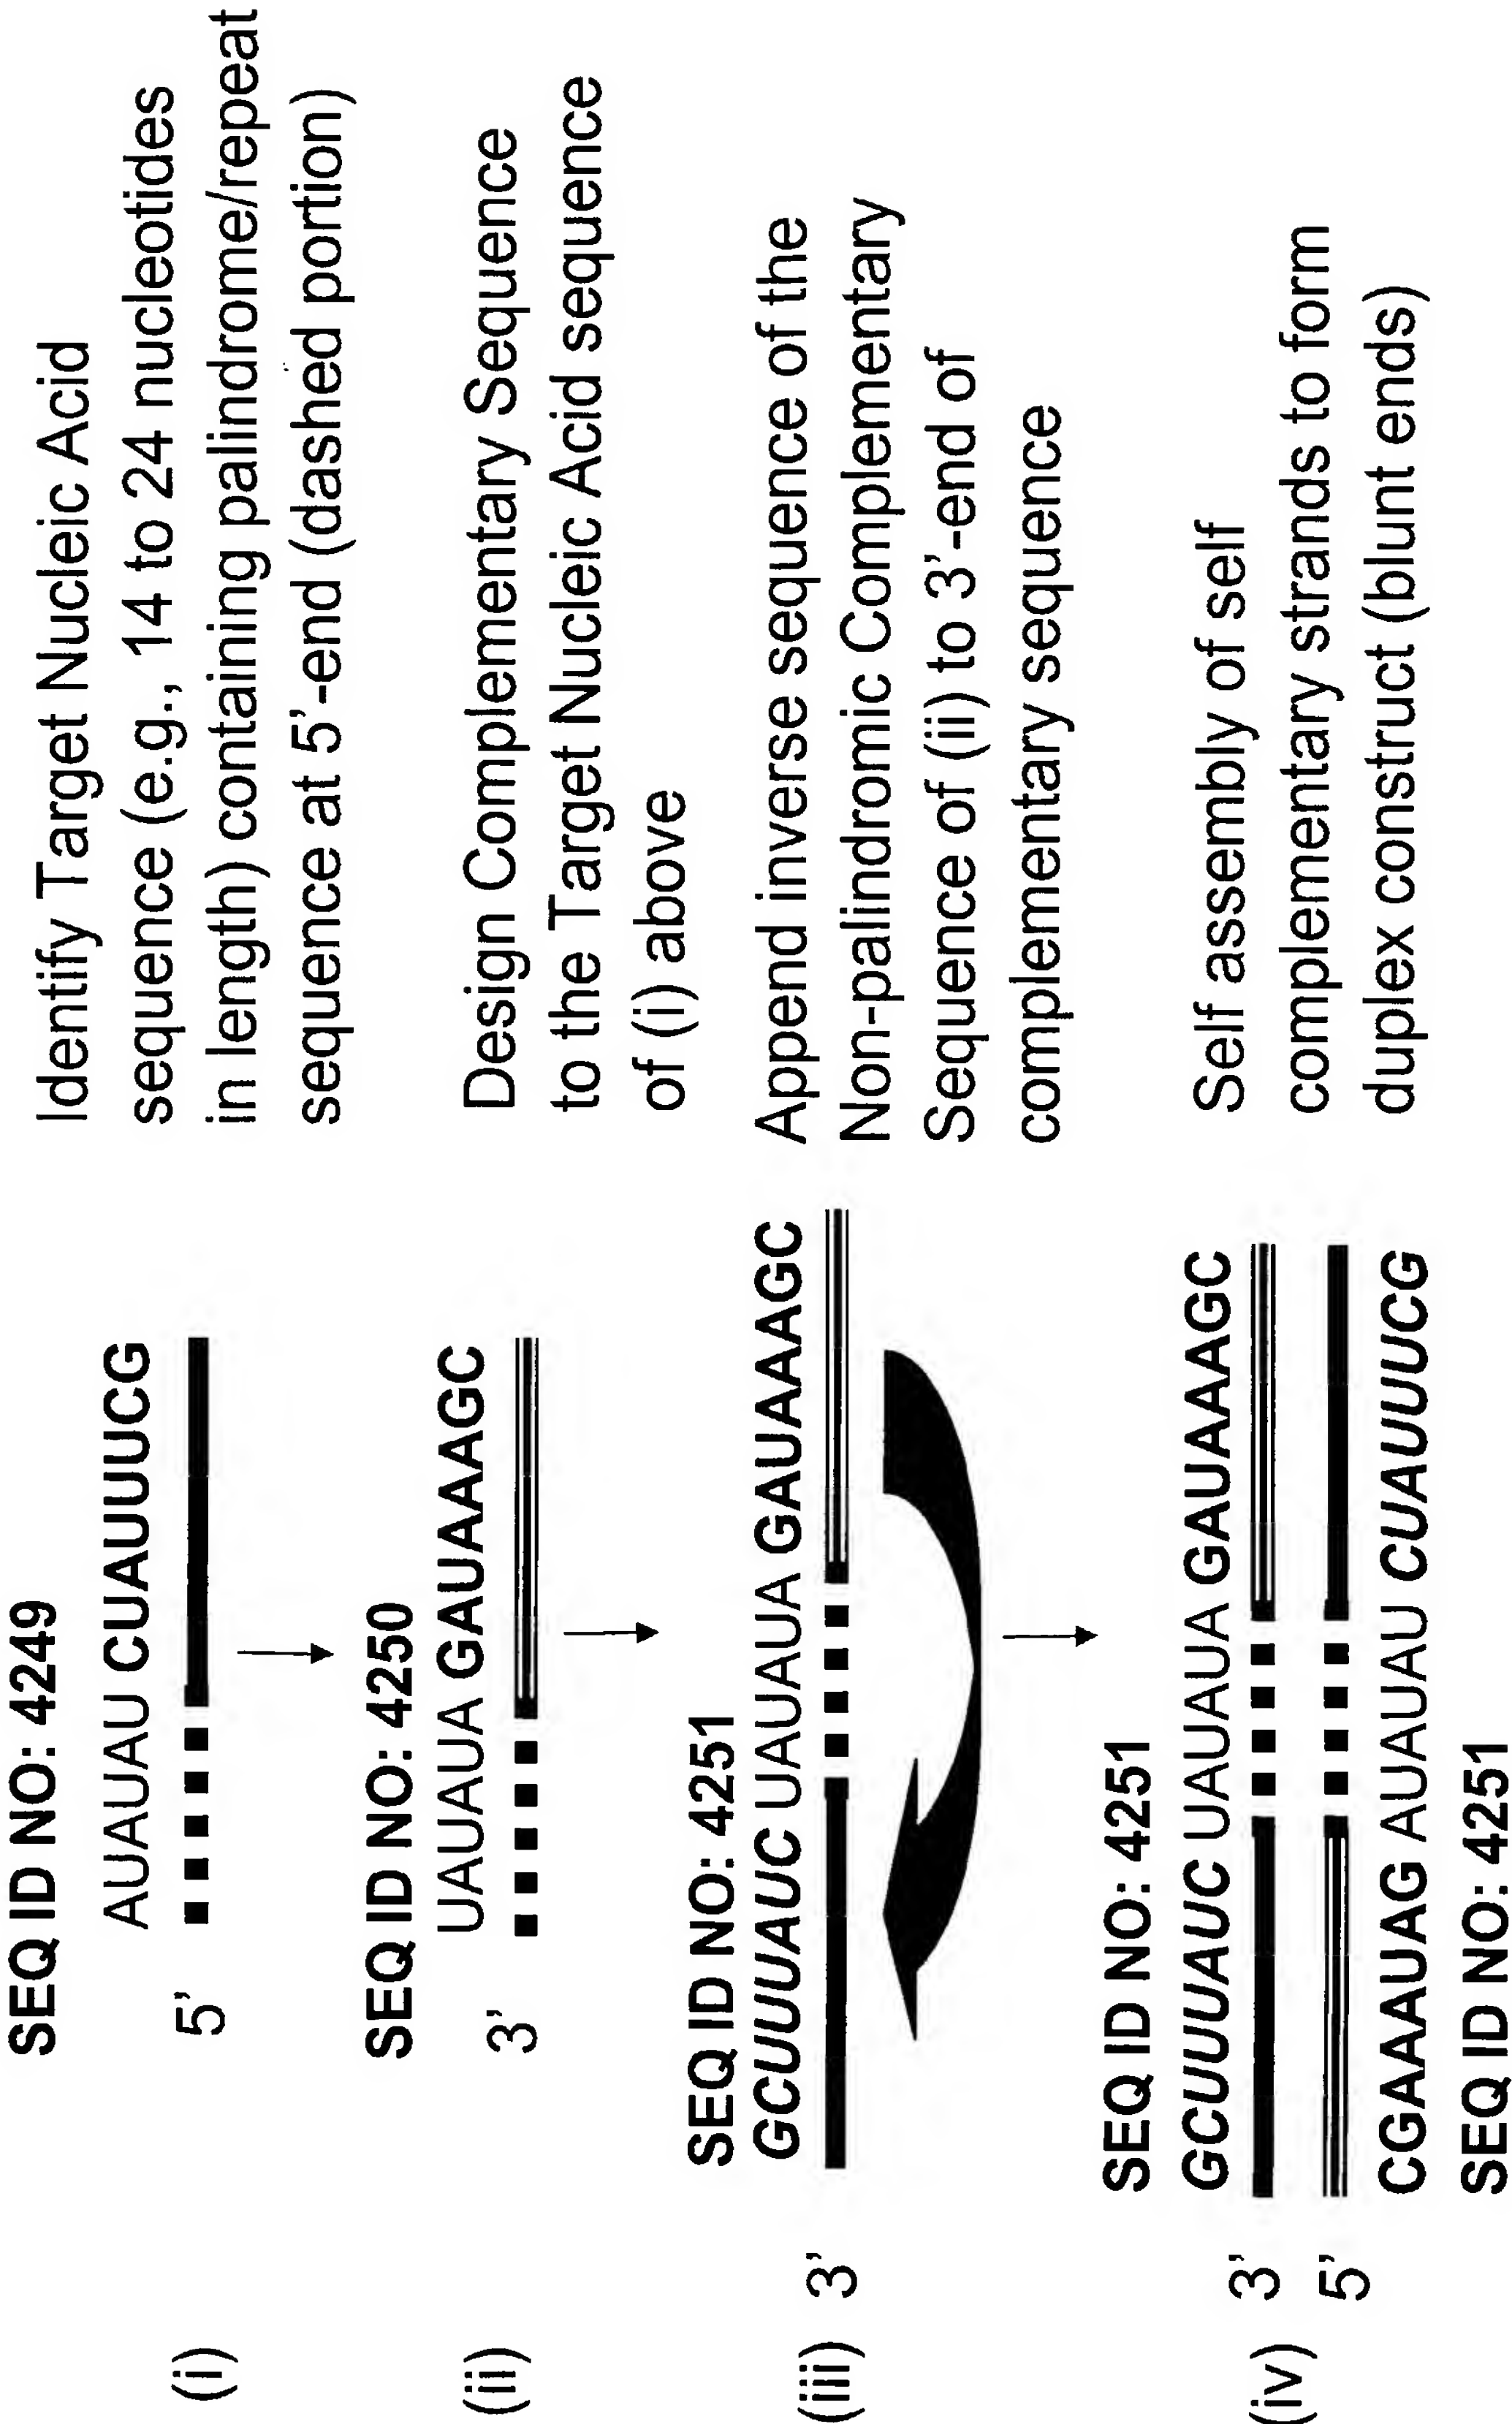 SEQ ID NO: 4249
AUAUAU CUAUUUCG
(i) 5’
Identify Target Nucleic Acid
sequence (e.g., 14 to 24 nucleotides
in length) containing palindrome/repeat
sequence at 5’-end (dashed portion)
SEQ ID NO: 4250
UAUAUA GAUAAAGC
(ii) 3’
Design Complementary Sequence
to the Target Nucleic Acid sequence
of (i) above
SEQ ID NO: 4251
GCUUUAUC UAUAUA GAUAAAGC
(iii) 3’
Append inverse sequence of the
Non-palindromic Complementary
Sequence of (ii) to 3’-end of
complementary sequence
SEQ ID NO: 4251
GCUUUAUC UAUAUA GAUAAAGC
(iv) 3’
5’
CGAAAUAG AUAUAU CUAUUUCG
SEQ ID NO: 4251
Self assembly of self
complementary strands to form
duplex construct (blunt ends)